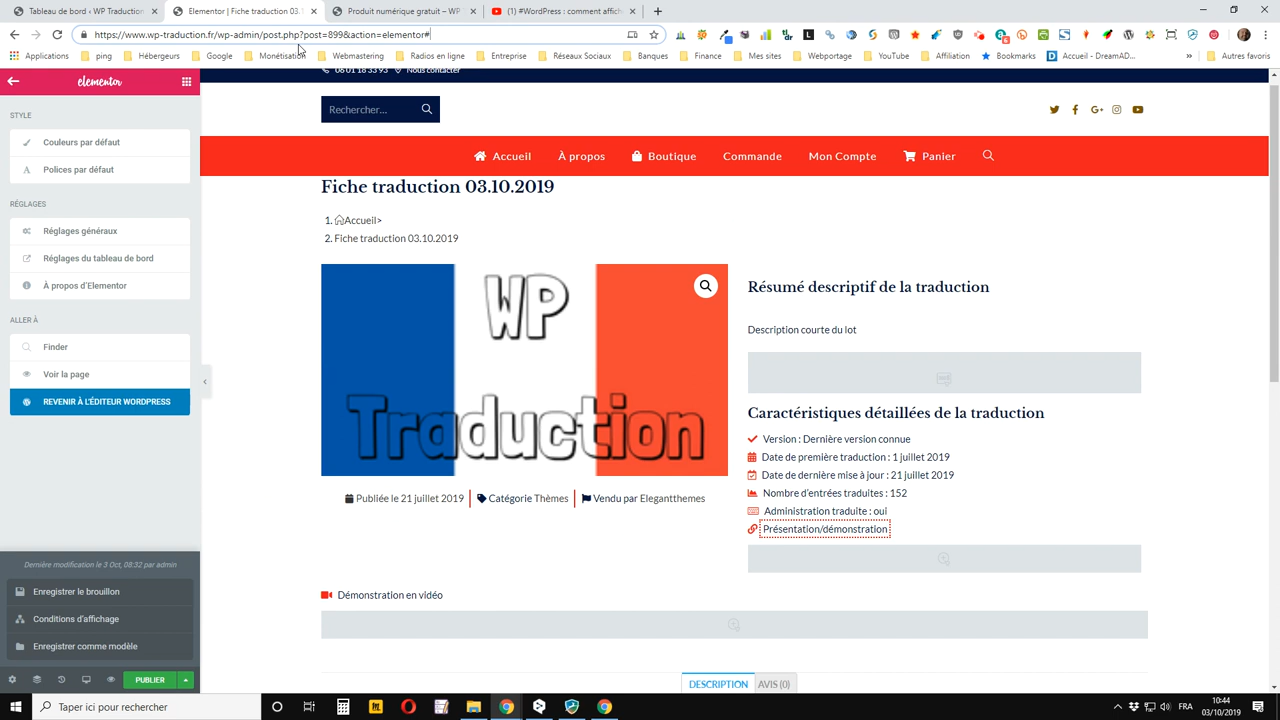 Tableau de bord ‹ WP Traduction
Elementor | Fiche traduction 03.1
Produits de traduction - WP
(1) #WordPress : afficher
https://www.wp-traduction.fr/wp-admin/post.php?post=899&action=elementor#
Applications
ping
Hébergeurs
Google
Monétisation
Webmastering
Radios en ligne
Entreprise
Réseaux Sociaux
Banques
Finance
Mes sites
Webportage
YouTube
Affiliation
Bookmarks
Accueil - DreamAD...
»
Autres favoris
elementor
STYLE
Couleurs par défaut
Polices par défaut
RÉGLAGES
Réglages généraux
Réglages du tableau de bord
À propos d'Elementor
ALLER À
Finder
Voir la page
REVENIR À L'ÉDITEUR WORDPRESS
Dernière modification le 3 Oct, 08:32 par admin
Enregistrer le brouillon
Conditions d'affichage
Enregistrer comme modèle
PUBLIER
06 01 18 33 93 Nous contacter
Rechercher...
Accueil À propos Boutique Commande Mon Compte Panier
Fiche traduction 03.10.2019
1. Accueil>
2. Fiche traduction 03.10.2019
WP
Traduction
Publiée le 21 juillet 2019 Catégorie Thèmes Vendu par Elegantthemes
Résumé descriptif de la traduction
Description courte du lot
Caractéristiques détaillées de la traduction
Version : Dernière version connue
Date de première traduction : 1 juillet 2019
Date de dernière mise à jour : 21 juillet 2019
Nombre d'entrées traduites : 152
Administration traduite : oui
Présentation/démonstration
Démonstration en vidéo
DESCRIPTION AVIS (0)
Taper ici pour rechercher
FRA
10:44
03/10/2019